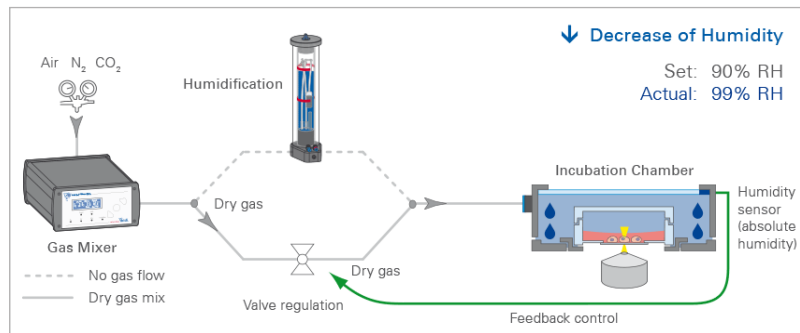 Decrease of Humidity
Set: 90% RH
Actual: 99% RH
Air N₂ CO₂
Humidification
Incubation Chamber
Dry gas
Humidity
sensor
(absolute
humidity)
Gas Mixer
Dry gas
No gas flow
Dry gas mix
Valve regulation
Feedback control